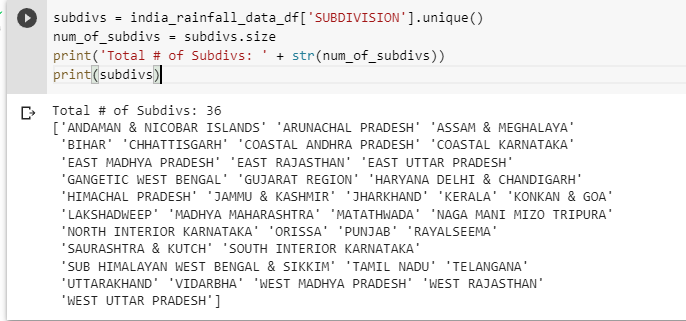 subdivs = india_rainfall_data_df['SUBDIVISION'].unique()
num_of_subdivs = subdivs.size
print('Total # of Subdivs: ' + str(num_of_subdivs))
print(subdivs)
Total # of Subdivs: 36
['ANDAMAN & NICOBAR ISLANDS' 'ARUNACHAL PRADESH' 'ASSAM & MEGHALAYA'
'BIHAR' 'CHHATTISGARH' 'COASTAL ANDHRA PRADESH' 'COASTAL KARNATAKA'
'EAST MADHYA PRADESH' 'EAST RAJASTHAN' 'EAST UTTAR PRADESH'
'GANGETIC WEST BENGAL' 'GUJARAT REGION' 'HARYANA DELHI & CHANDIGARH'
'HIMACHAL PRADESH' 'JAMMU & KASHMIR' 'JHARKHAND' 'KERALA' 'KONKAN & GOA'
'LAKSHADWEEP' 'MADHYA MAHARASHTRA' 'MATATHWADA' 'NAGA MANI MIZO TRIPURA'
'NORTH INTERIOR KARNATAKA' 'ORISSA' 'PUNJAB' 'RAYALSEEMA'
'SAURASHTRA & KUTCH' 'SOUTH INTERIOR KARNATAKA'
'SUB HIMALAYAN WEST BENGAL & SIKKIM' 'TAMIL NADU' 'TELANGANA'
'UTTARAKHAND' 'VIDARBHA' 'WEST MADHYA PRADESH' 'WEST RAJASTHAN'
'WEST UTTAR PRADESH']